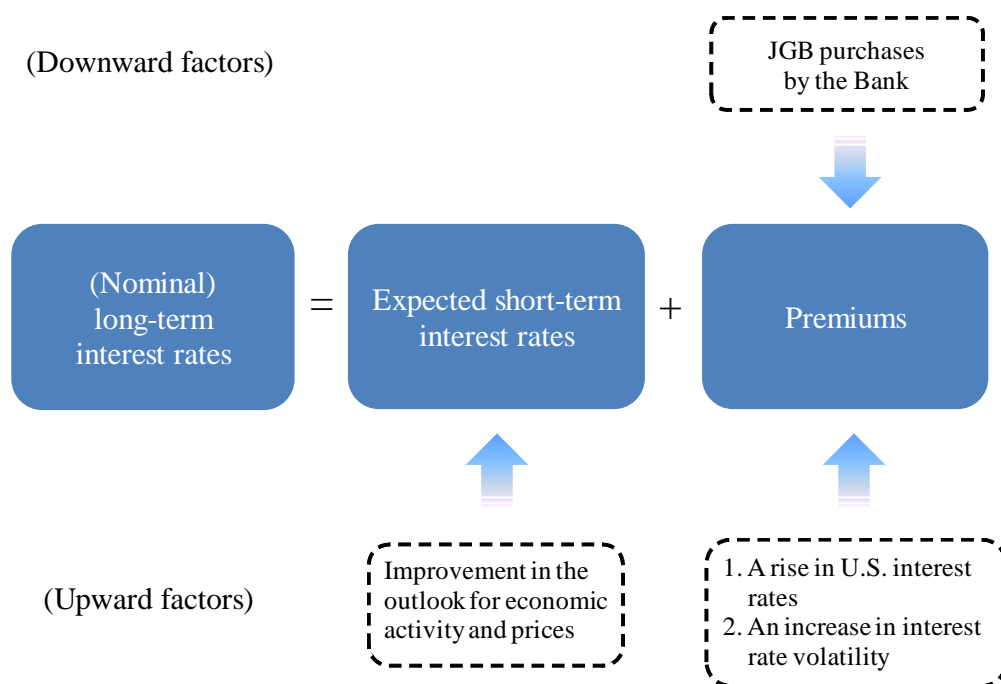 (Downward factors)
JGB purchases
by the Bank
(Nominal)
long-term
interest rates
=
Expected short-term
interest rates
+
Premiums
(Upward factors)
Improvement in the
outlook for economic
activity and prices
1. A rise in U.S. interest
rates
2. An increase in interest
rate volatility